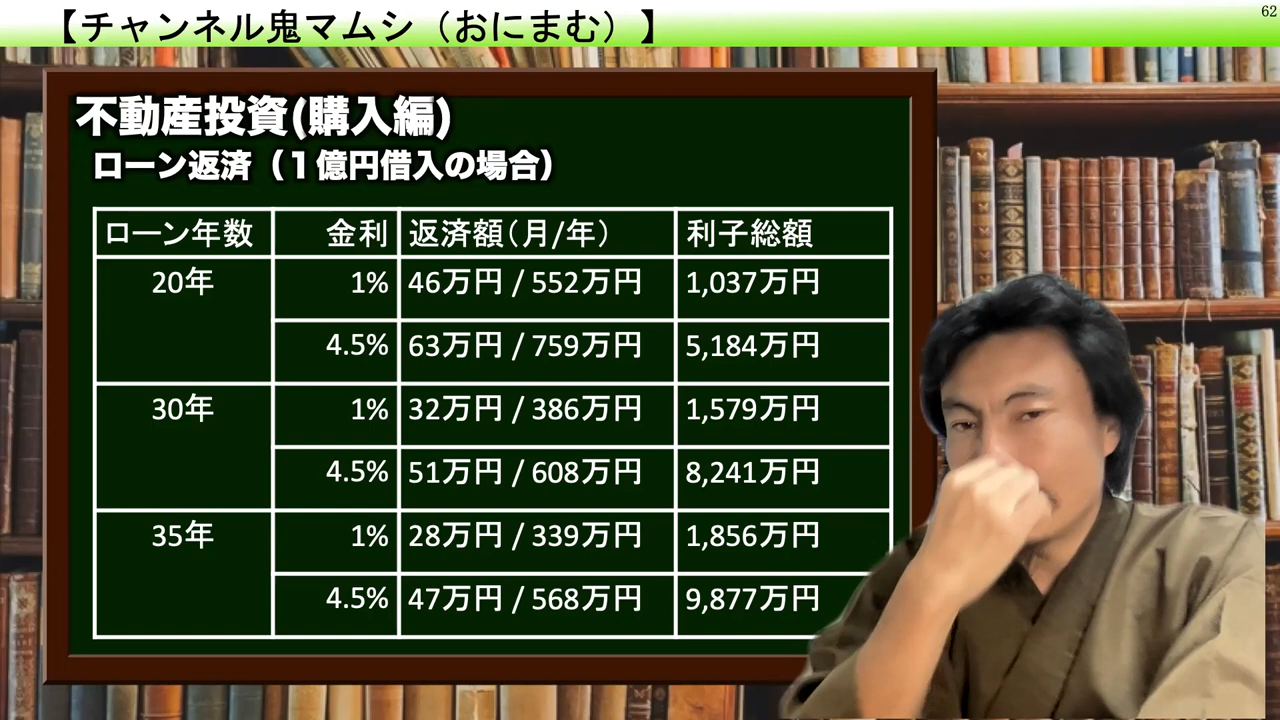 【チャンネル鬼マムシ（おにまむ）】
62
不動産投資(購入編)
ローン返済（１億円借入の場合）
ローン年数 金利 返済額（月/年） 利子総額
20年 1% 46万円 / 552万円 1,037万円
4.5% 63万円 / 759万円 5,184万円
30年 1% 32万円 / 386万円 1,579万円
4.5% 51万円 / 608万円 8,241万円
35年 1% 28万円 / 339万円 1,856万円
4.5% 47万円 / 568万円 9,877万円